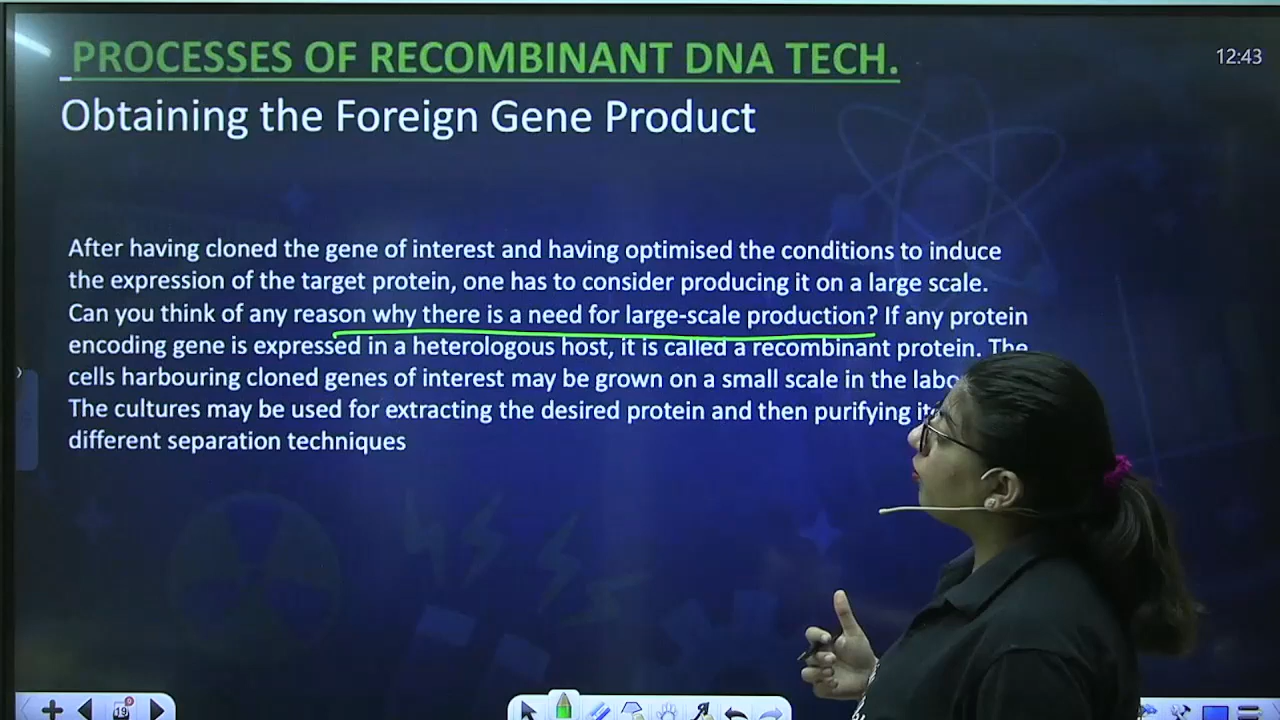 PROCESSES OF RECOMBINANT DNA TECH.
12:43
Obtaining the Foreign Gene Product
After having cloned the gene of interest and having optimised the conditions to induce
the expression of the target protein, one has to consider producing it on a large scale.
Can you think of any reason why there is a need for large-scale production? If any protein
encoding gene is expressed in a heterologous host, it is called a recombinant protein. The
cells harbouring cloned genes of interest may be grown on a small scale in the
The cultures may be used for extracting the desired protein and then purifying
different separation techniques
19